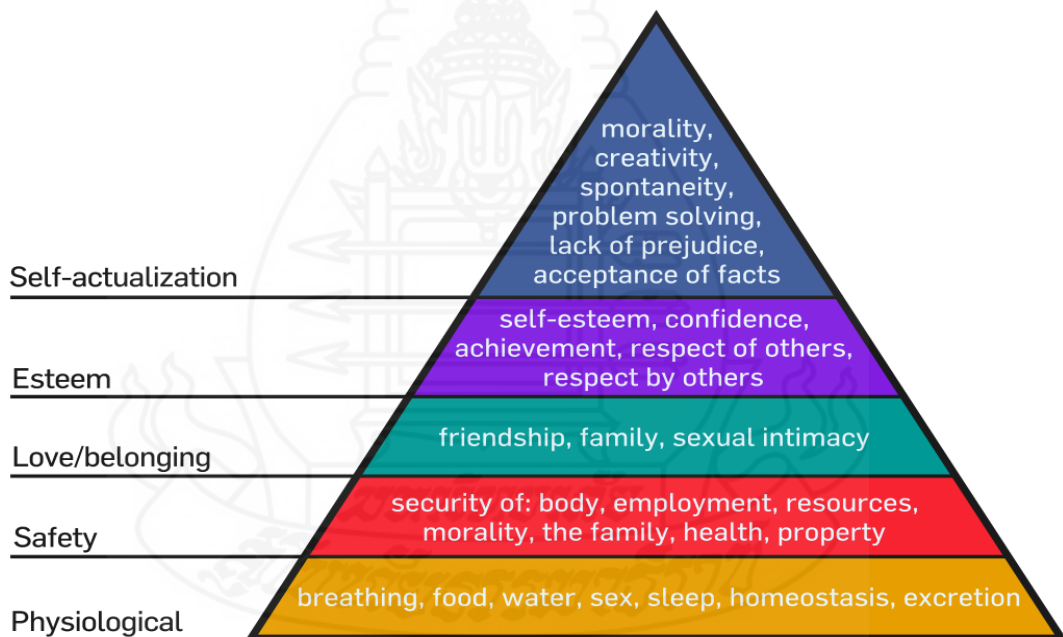 morality,
creativity,
spontaneity,
problem solving,
lack of prejudice,
acceptance of facts
Self-actualization
self-esteem, confidence,
achievement, respect of others,
respect by others
Esteem
friendship, family, sexual intimacy
Love/belonging
security of: body, employment, resources,
morality, the family, health, property
Safety
breathing, food, water, sex, sleep, homeostasis, excretion
Physiological